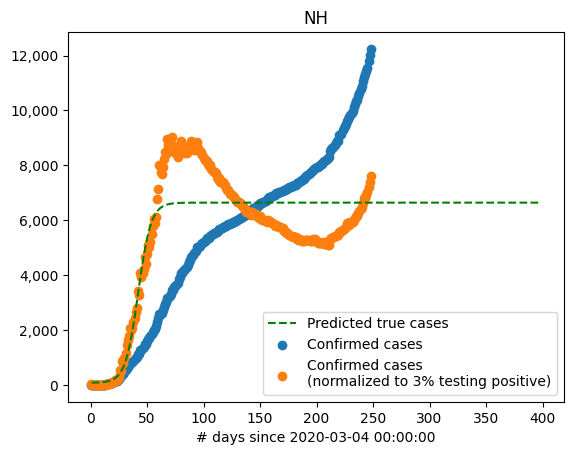 NH
12,000
10,000
8,000
6,000
4,000
2,000
0
Predicted true cases
Confirmed cases
Confirmed cases
(normalized to 3% testing positive)
0 50 100 150 200 250 300 350 400
# days since 2020-03-04 00:00:00